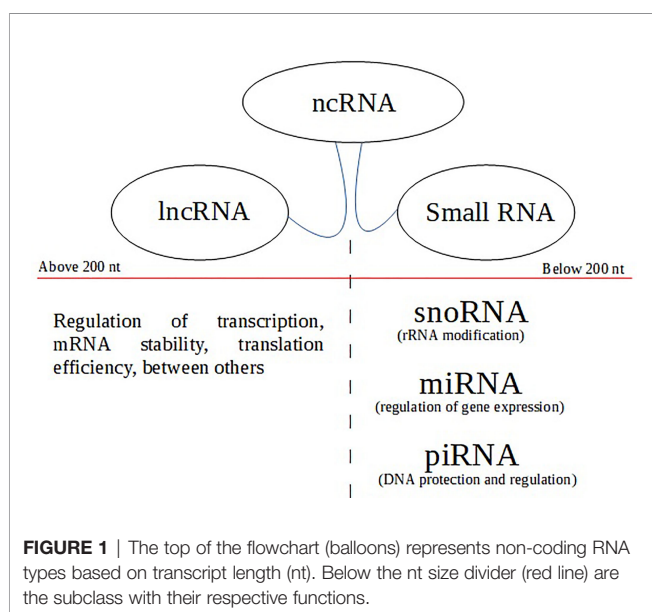 ncRNA
lncRNA
Small RNA
Above 200 nt
Below 200 nt
Regulation of transcription,
mRNA stability, translation
efficiency, between others
snoRNA
(rRNA modification)
miRNA
(regulation of gene expression)
piRNA
(DNA protection and regulation)
FIGURE 1 | The top of the flowchart (balloons) represents non-coding RNA
types based on transcript length (nt). Below the nt size divider (red line) are
the subclass with their respective functions.